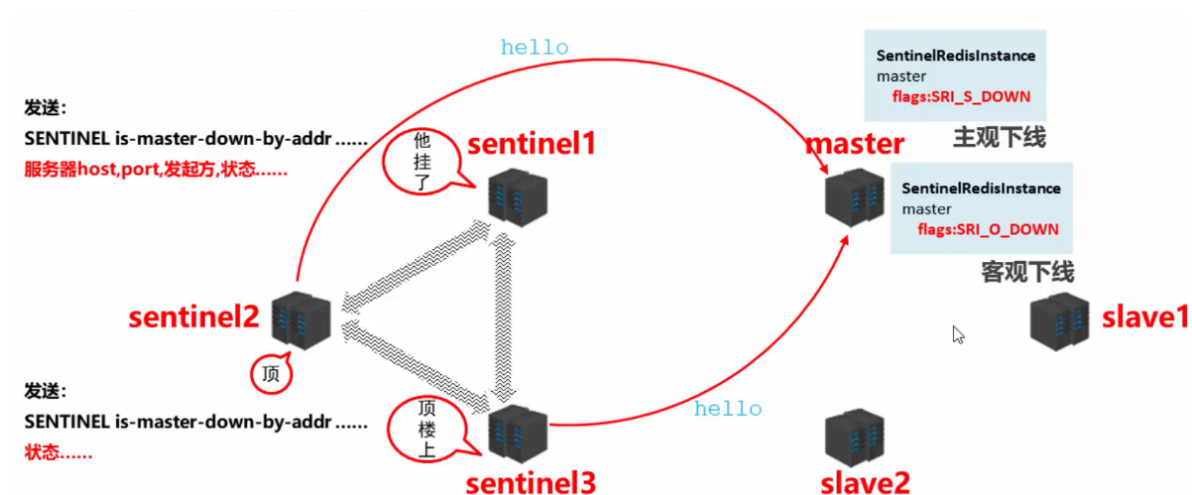 hello
SentinelRedisInstance
master
flags:SRI_S_DOWN
主观下线
发送：
SENTINEL is-master-down-by-addr ......
服务器host,port,发起方,状态......
他
挂
了
sentinel1
master
SentinelRedisInstance
master
flags:SRI_O_DOWN
客观下线
sentinel2
slave1
顶
发送：
SENTINEL is-master-down-by-addr ......
状态......
顶
楼
上
hello
sentinel3
slave2